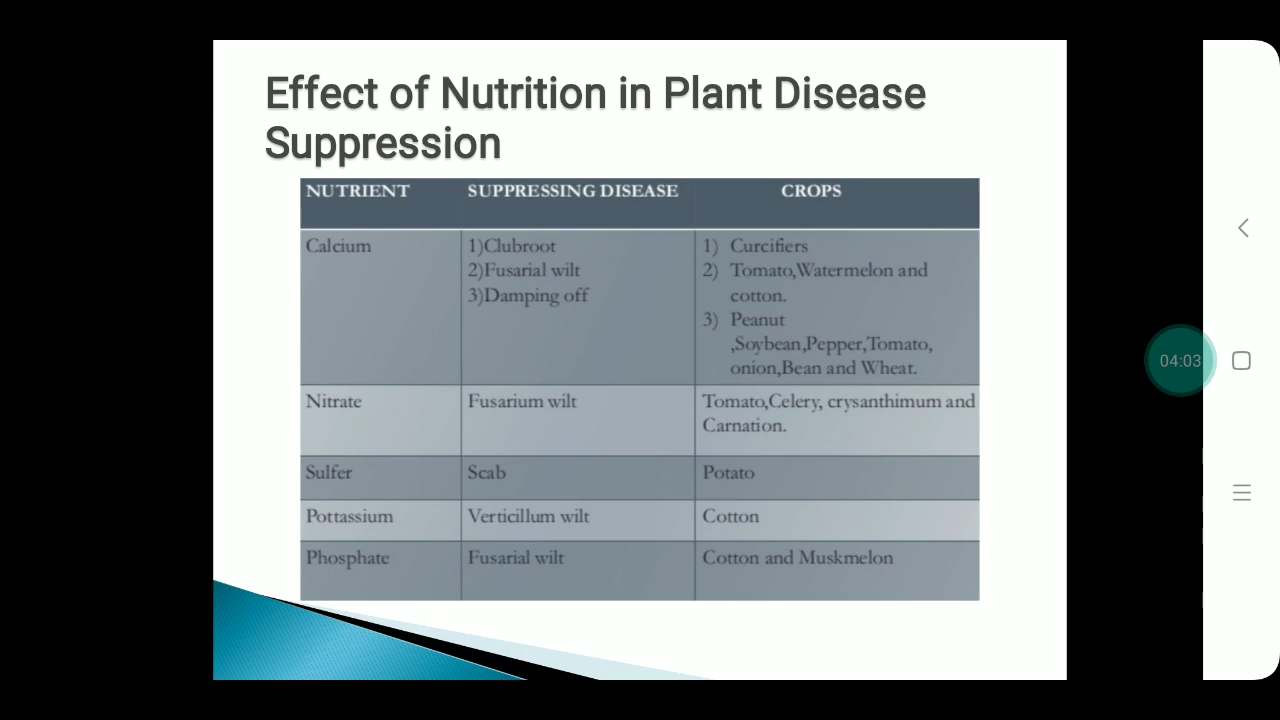 Effect of Nutrition in Plant Disease
Suppression
NUTRIENT SUPPRESSING DISEASE CROPS
Calcium
1)Clubroot
2)Fusarial wilt
3)Damping off
1) Curcifiers
2) Tomato,Watermelon and
cotton.
3) Peanut
,Soybean,Pepper,Tomato,
onion,Bean and Wheat.
Nitrate
Fusarium wilt
Tomato,Celery, crysanthimum and
Carnation.
Sulfer
Scab
Potato
Pottassium
Verticillum wilt
Cotton
Phosphate
Fusarial wilt
Cotton and Muskmelon
04:03